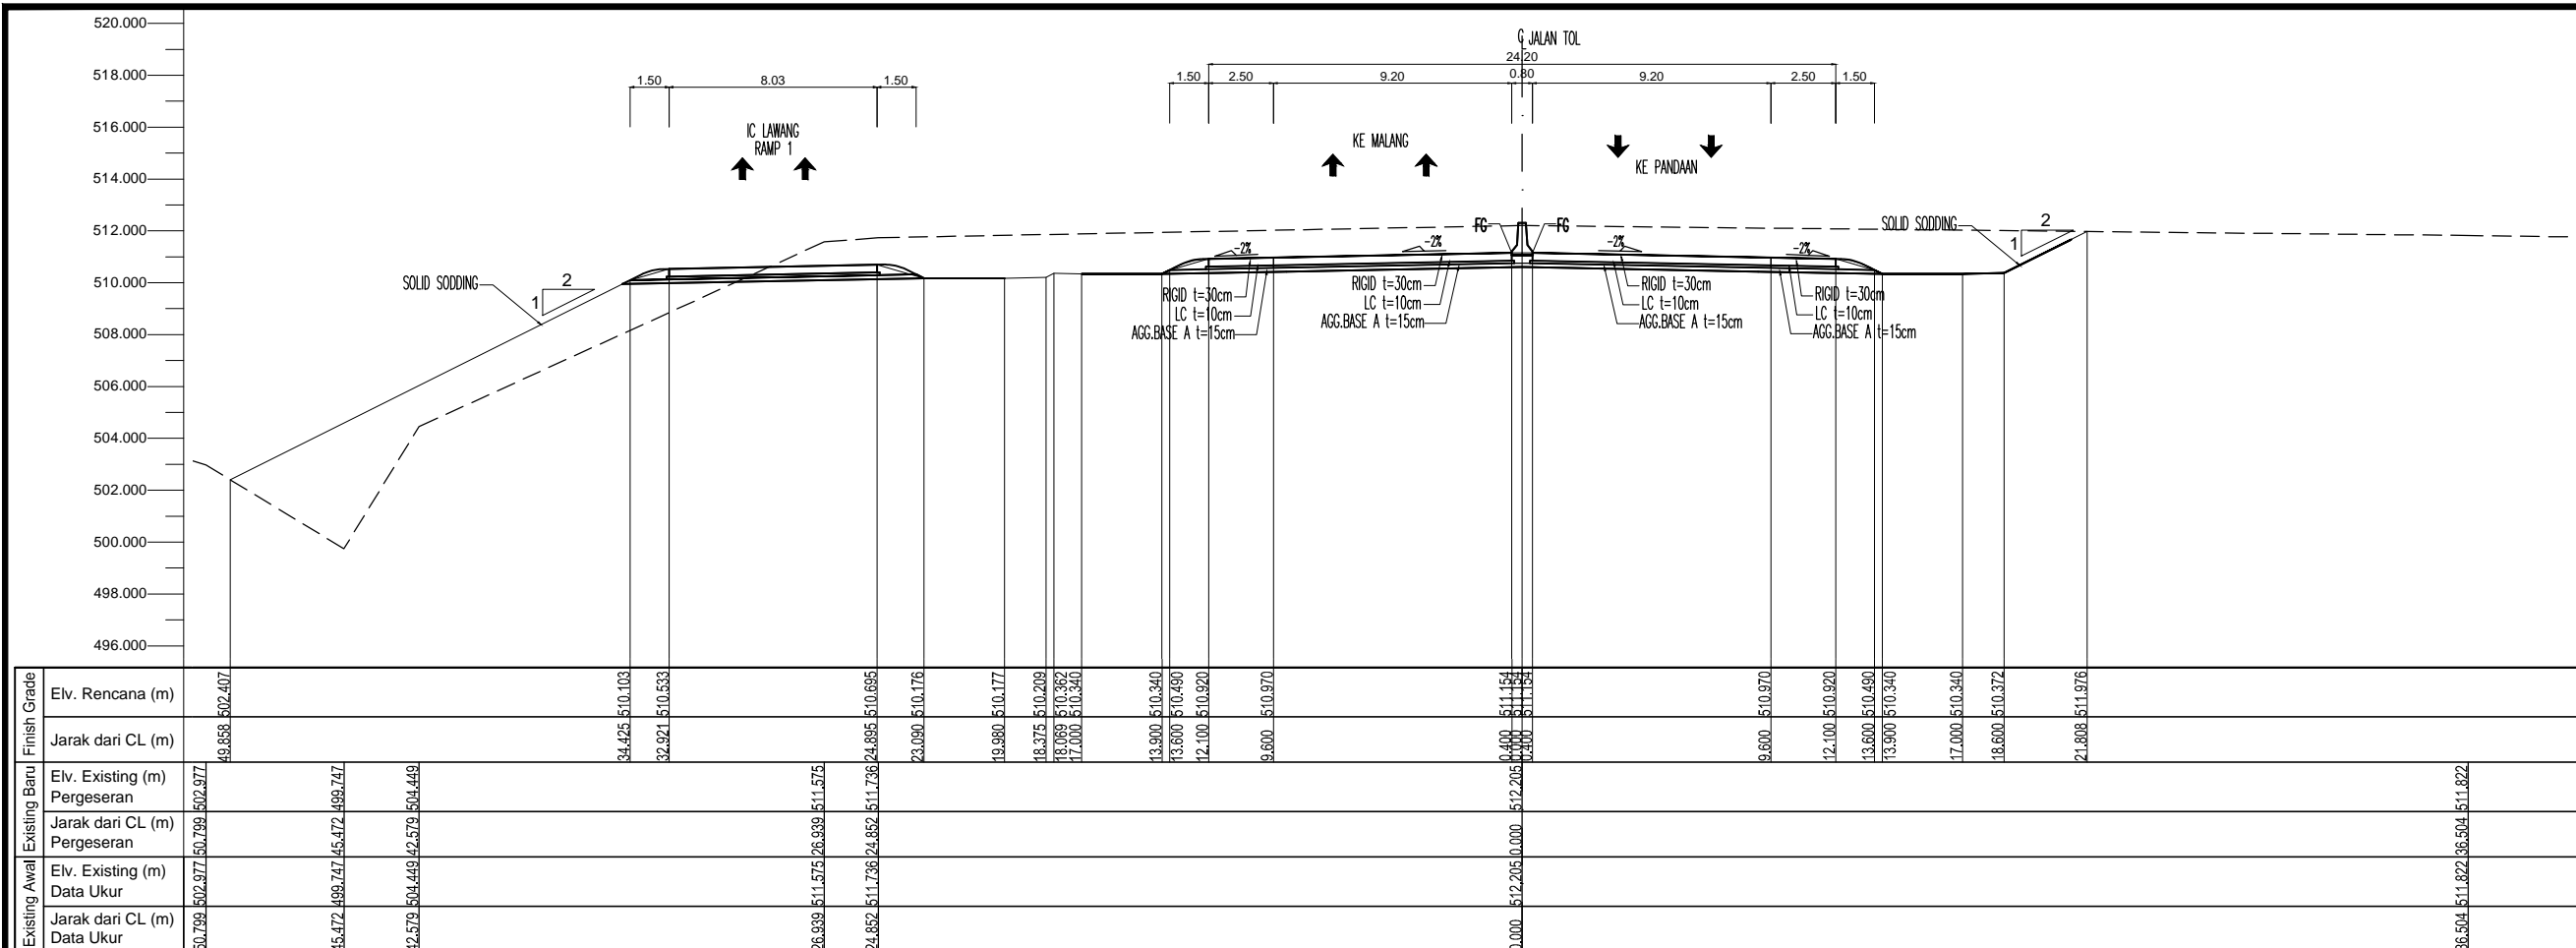 520.000
518.000
516.000
514.000
512.000
510.000
508.000
506.000
504.000
502.000
500.000
498.000
496.000
JALAN TOL
24.20
1.50 8.03 1.50
1.50 2.50 9.20 0.80 9.20 2.50 1.50
IC LAWANG
RAMP 1
KE MALANG
KE PANDAAN
SOLID SODDING
1 2
-2% -2% FG FG -2% -2%
SOLID SODDING
1 2
RIGID t=30cm
LC t=10cm
AGG.BASE A t=15cm
RIGID t=30cm
LC t=10cm
AGG.BASE A t=15cm
RIGID t=30cm
LC t=10cm
AGG.BASE A t=15cm
RIGID t=30cm
LC t=10cm
AGG.BASE A t=15cm
Finish Grade
Elv. Rencana (m)
502.407 510.103 510.533 510.695 510.176 510.177 510.209 510.362 510.340 510.340 510.490 510.920 510.970 511.154 511.154 511.154 510.970 510.920 510.490 510.340 510.340 510.372 511.976
Jarak dari CL (m)
49.858 34.425 32.921 24.895 23.090 19.980 18.375 18.069 17.000 13.900 13.600 12.100 9.600 0.400 0.000 0.400 9.600 12.100 13.600 13.900 17.000 18.600 21.808
Existing Baru
Elv. Existing (m)
Pergeseran
502.977 499.747 504.449 511.575 511.736 512.205 511.822
Jarak dari CL (m)
Pergeseran
50.799 45.472 42.579 26.939 24.852 0.000 36.504
Existing Awal
Elv. Existing (m)
Data Ukur
502.977 499.747 504.449 511.575 511.736 512.205 511.822
Jarak dari CL (m)
Data Ukur
50.799 45.472 42.579 26.939 24.852 0.000 36.504